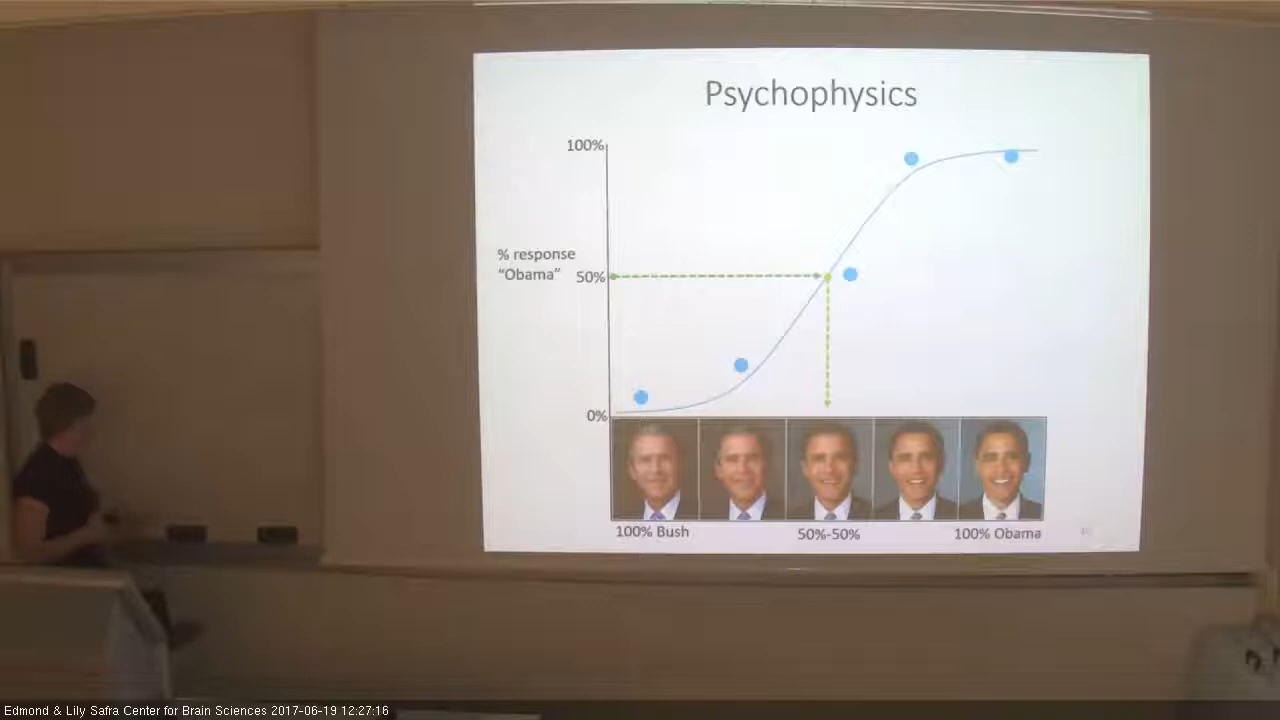 Psychophysics
100%
% response
“Obama”
50%
0%
100% Bush
50%-50%
100% Obama
Edmond & Lily Safra Center for Brain Sciences 2017-06-19 12:27:16